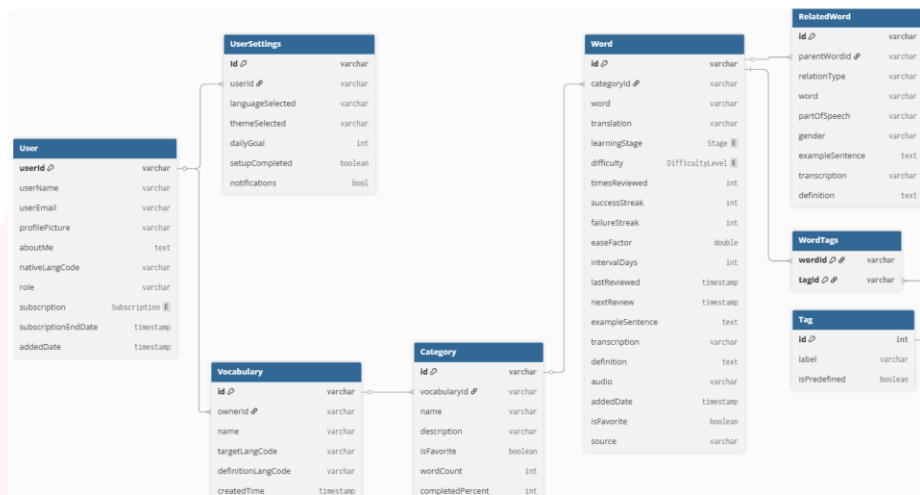 User
userId varchar
userName varchar
userEmail varchar
profilePicture varchar
aboutMe text
nativeLangCode varchar
role varchar
subscription Subscription E
subscriptionEndDate timestamp
addedDate timestamp
UserSettings
Id varchar
userId varchar
languageSelected varchar
themeSelected varchar
dailyGoal int
setupCompleted boolean
notifications bool
Vocabulary
id varchar
ownerId varchar
name varchar
targetLangCode varchar
definitionLangCode varchar
createdTime timestamp
Category
id varchar
vocabularyId varchar
name varchar
description varchar
isFavorite boolean
wordCount int
completedPercent int
Word
id varchar
categoryId varchar
word varchar
translation varchar
learningStage Stage E
difficulty DifficultyLevel E
timesReviewed int
successStreak int
failureStreak int
easeFactor double
intervalDays int
lastReviewed timestamp
nextReview timestamp
exampleSentence text
transcription varchar
definition text
audio varchar
addedDate timestamp
isFavorite boolean
source varchar
RelatedWord
id varchar
parentWordId varchar
relationType varchar
word varchar
partOfSpeech varchar
gender varchar
exampleSentence text
transcription varchar
definition text
WordTags
wordId varchar
tagId varchar
Tag
id int
label varchar
isPredefined boolean